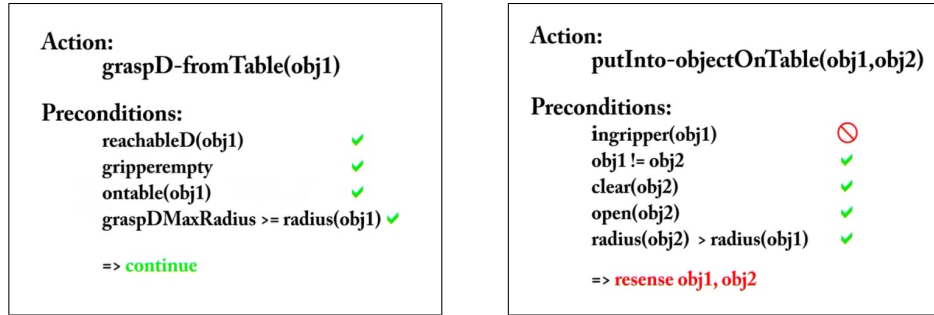 Action:
graspD-fromTable(obj1)
Preconditions:
reachableD(obj1)
gripperempty
ontable(obj1)
graspDMaxRadius >= radius(obj1)
=> continue
Action:
putInto-objectOnTable(obj1,obj2)
Preconditions:
ingripper(obj1)
obj1 != obj2
clear(obj2)
open(obj2)
radius(obj2) > radius(obj1)
=> resense obj1, obj2